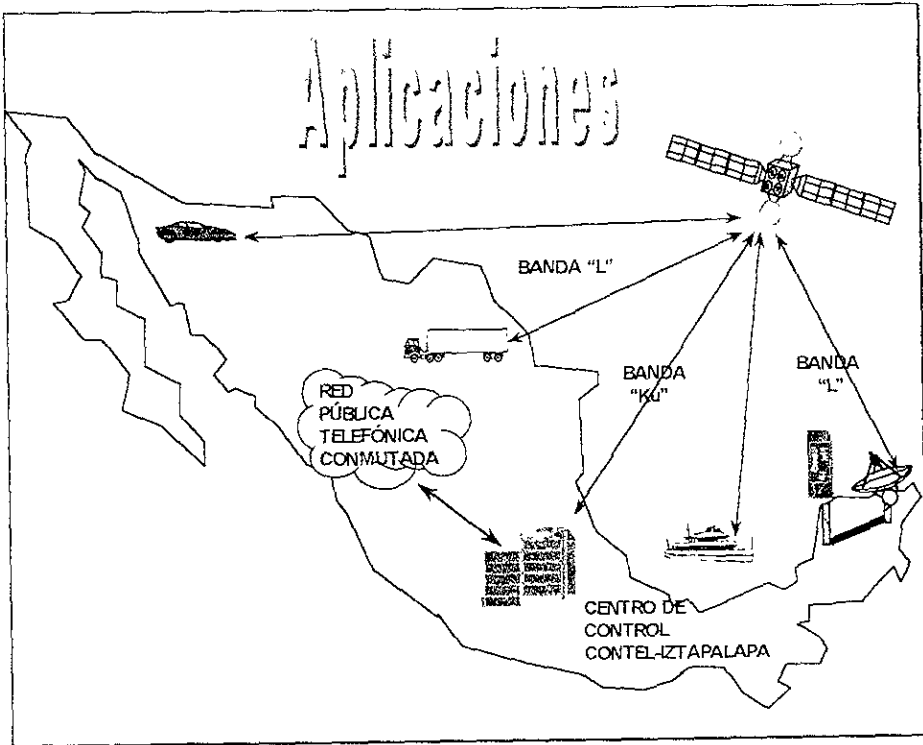 Aplicaciones
BANDA "L"
BANDA
"Ku"
BANDA
"L"
RED
PÚBLICA
TELEFÓNICA
CONMUTADA
CENTRO DE
CONTROL
CONTEL-IZTAPALAPA